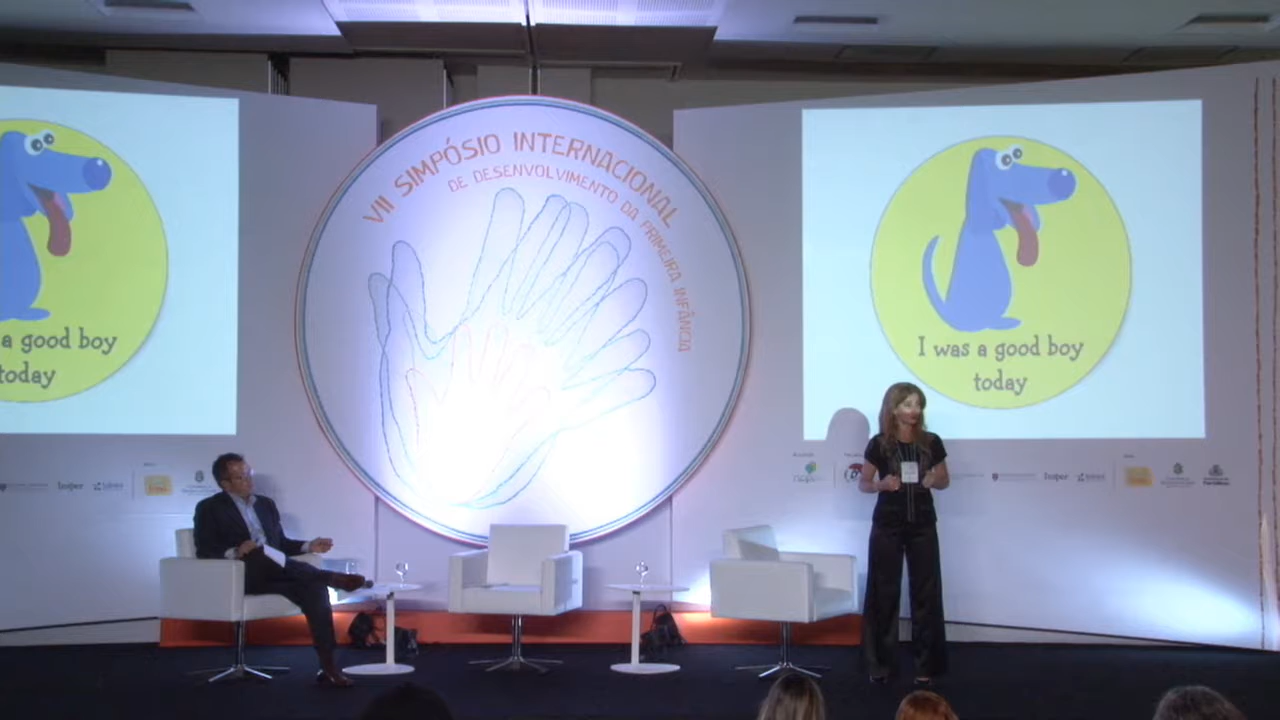 VII SIMPÓSIO INTERNACIONAL
DE DESENVOLVIMENTO DA PRIMEIRA INFÂNCIA
a good boy
today
I was a good boy
today
Insper
Insper